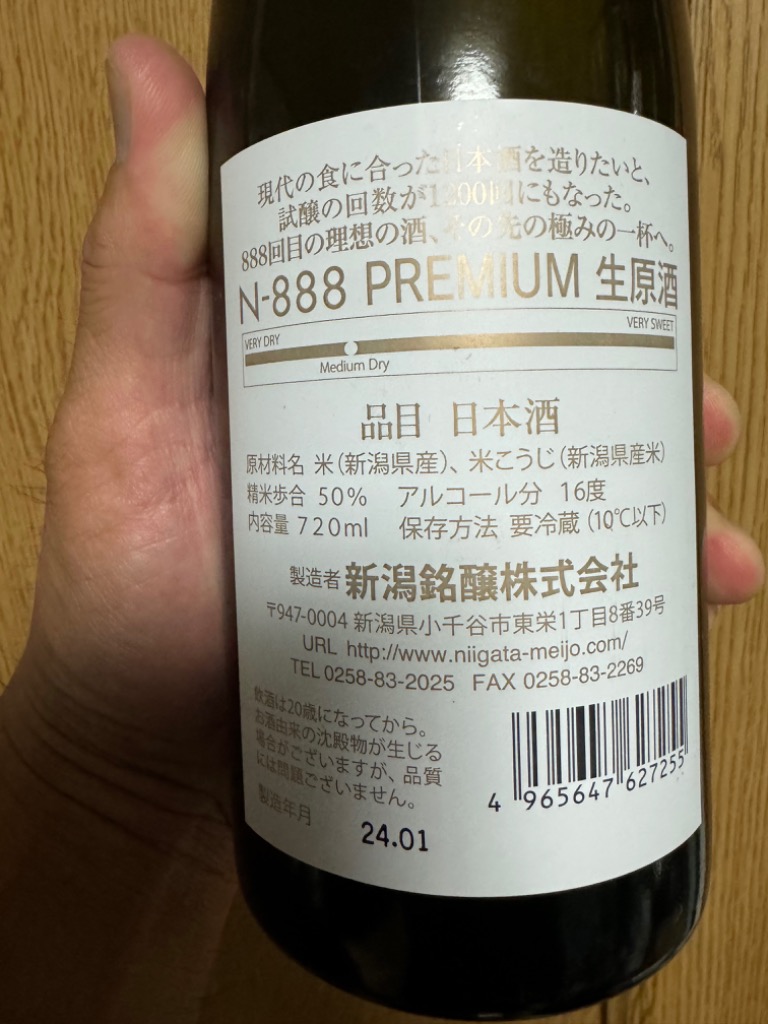 現代の食に合った日本酒を造りたいと、
試醸の回数が1200回にもなった。
888回目の理想の酒、その先の極みの一杯へ。
N-888 PREMIUM 生原酒
VERY DRY VERY SWEET
Medium Dry
品目 日本酒
原材料名 米(新潟県産)、米こうじ(新潟県産米)
精米歩合 50% アルコール分 16度
内容量 720ml 保存方法 要冷蔵(10℃以下)
製造者 新潟銘醸株式会社
〒947-0004 新潟県小千谷市東栄1丁目8番39号
URL http://www.niigata-meijo.com/
TEL 0258-83-2025 FAX 0258-83-2269
飲酒は20歳になってから。
お酒由来の沈殿物が生じる
場合がございますが、品質
には問題ございません。
製造年月 24.01
4 965647 627255